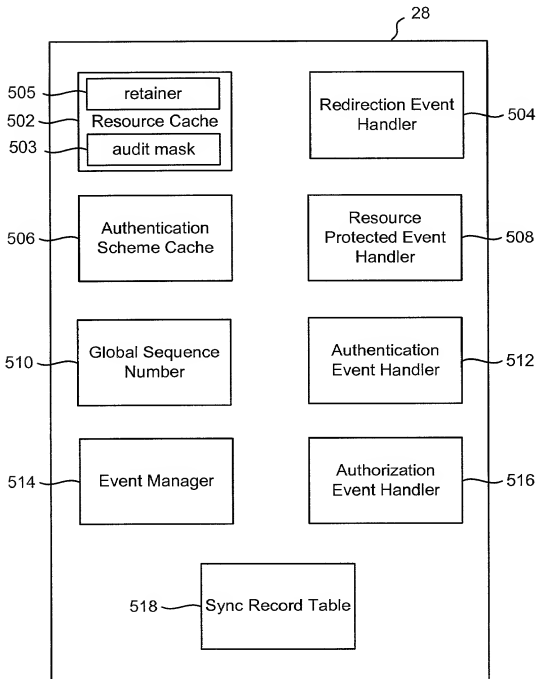 28
505
retainer
502
Resource Cache
503
audit mask
Redirection Event
Handler
504
506
Authentication
Scheme Cache
Resource
Protected Event
Handler
508
510
Global Sequence
Number
Authentication
Event Handler
512
514
Event Manager
Authorization
Event Handler
516
518
Sync Record Table